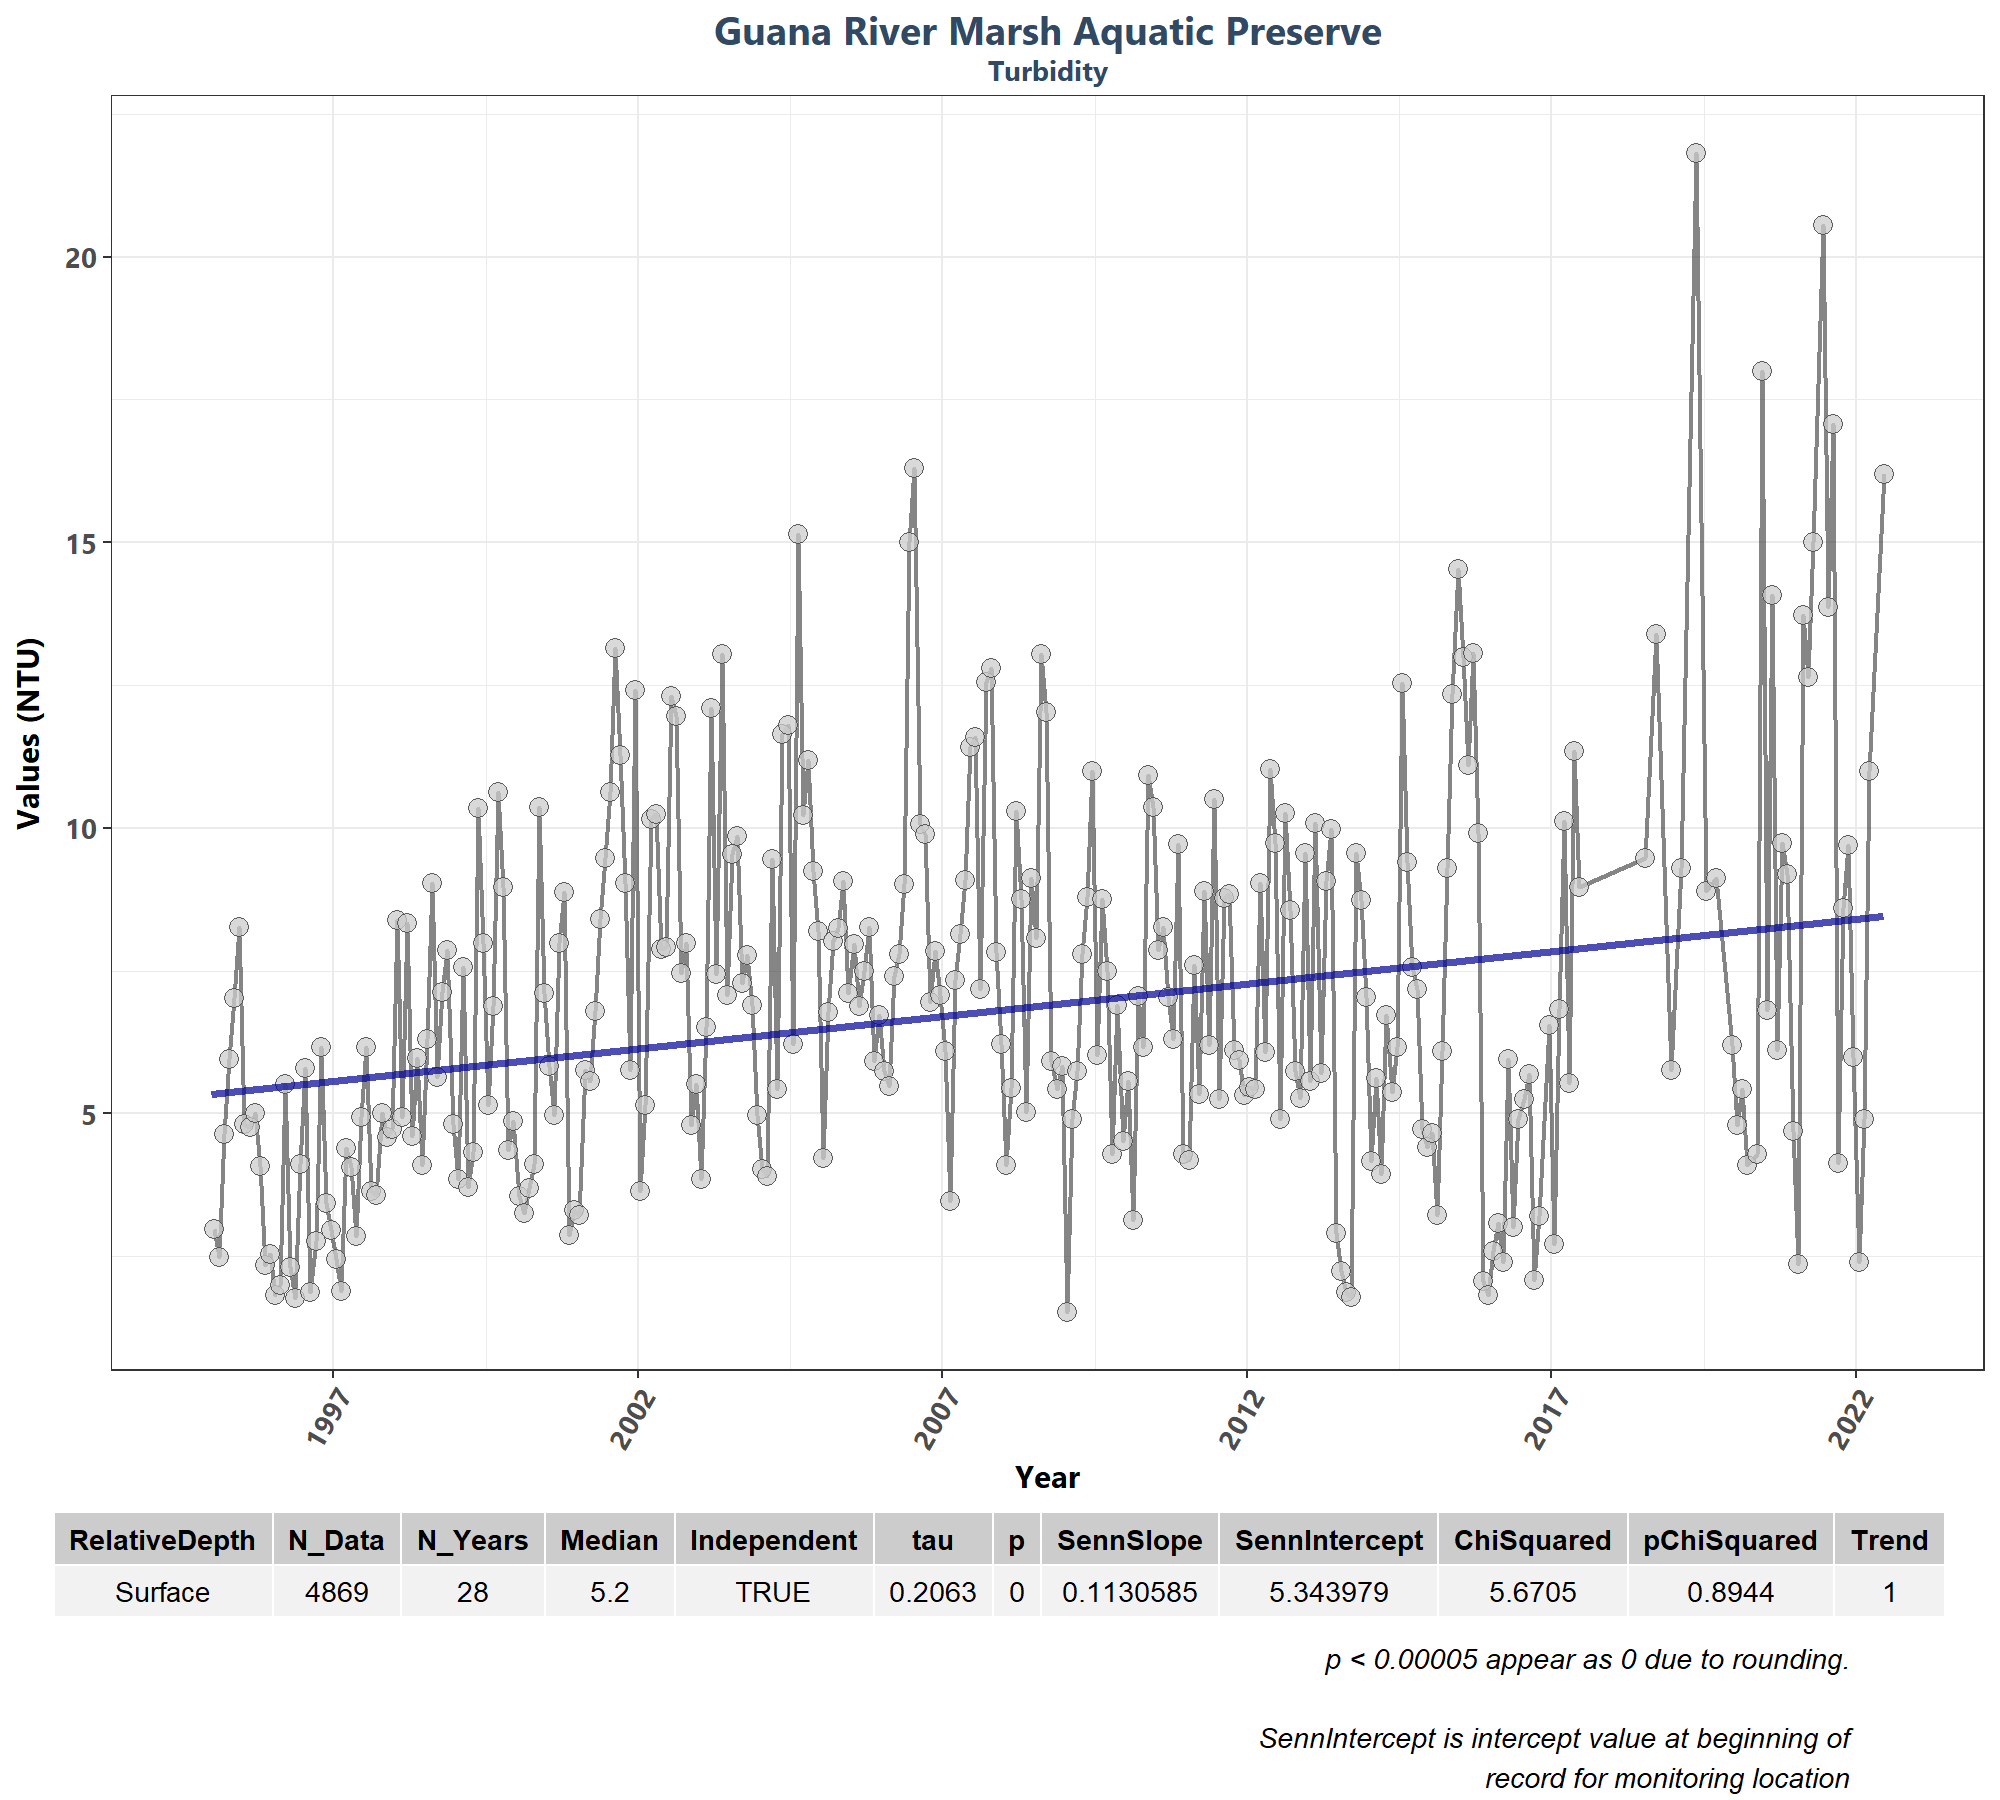 Guana River Marsh Aquatic Preserve
Turbidity
Values (NTU)
20
15
10
5
1997
2002
2007
2012
2017
2022
Year
RelativeDepth N_Data N_Years Median Independent tau p SennSlope SennIntercept ChiSquared pChiSquared Trend
Surface 4869 28 5.2 TRUE 0.2063 0 0.1130585 5.343979 5.6705 0.8944 1
p < 0.00005 appear as 0 due to rounding.
SennIntercept is intercept value at beginning of
record for monitoring location